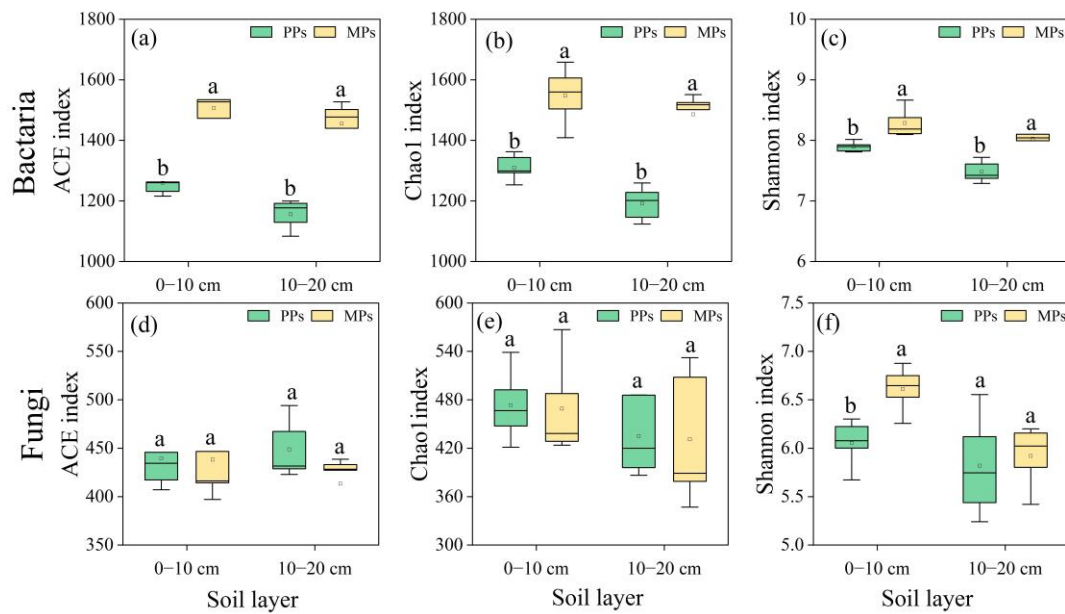 Bactaria
ACE index
1800
1600
1400
1200
1000
(a)
PPs MPs
b
a
b
a
0−10 cm 10−20 cm
Chao1 index
1800
1600
1400
1200
1000
(b)
PPs MPs
b
a
b
a
0−10 cm 10−20 cm
Shannon index
10
9
8
7
6
(c)
PPs MPs
b
a
b
a
0−10 cm 10−20 cm
Fungi
ACE index
600
550
500
450
400
350
(d)
PPs MPs
a
a
a
a
0−10 cm 10−20 cm
Soil layer
Chao1index
600
540
480
420
360
300
(e)
PPs MPs
a
a
a
a
0−10 cm 10−20 cm
Soil layer
Shannon index
7.5
7.0
6.5
6.0
5.5
5.0
(f)
PPs MPs
b
a
a
a
0−10 cm 10−20 cm
Soil layer